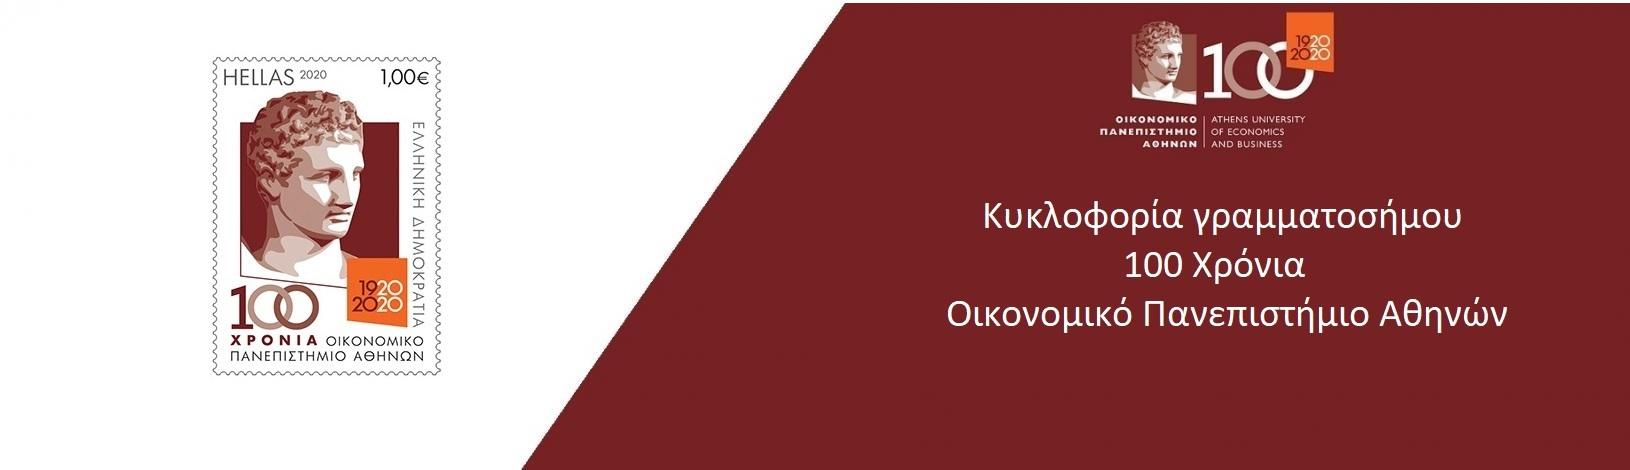 HELLAS 2020 1,00€
ΕΛΛΗΝΙΚΗ ΔΗΜΟΚΡΑΤΙΑ
1920
2020
100
ΧΡΟΝΙΑ ΟΙΚΟΝΟΜΙΚΟ
ΠΑΝΕΠΙΣΤΗΜΙΟ ΑΘΗΝΩΝ
100
1920
2020
ΟΙΚΟΝΟΜΙΚΟ
ΠΑΝΕΠΙΣΤΗΜΙΟ
ΑΘΗΝΩΝ
ATHENS UNIVERSITY
OF ECONOMICS
AND BUSINESS
Κυκλοφορία γραμματοσήμου
100 Χρόνια
Οικονομικό Πανεπιστήμιο Αθηνών